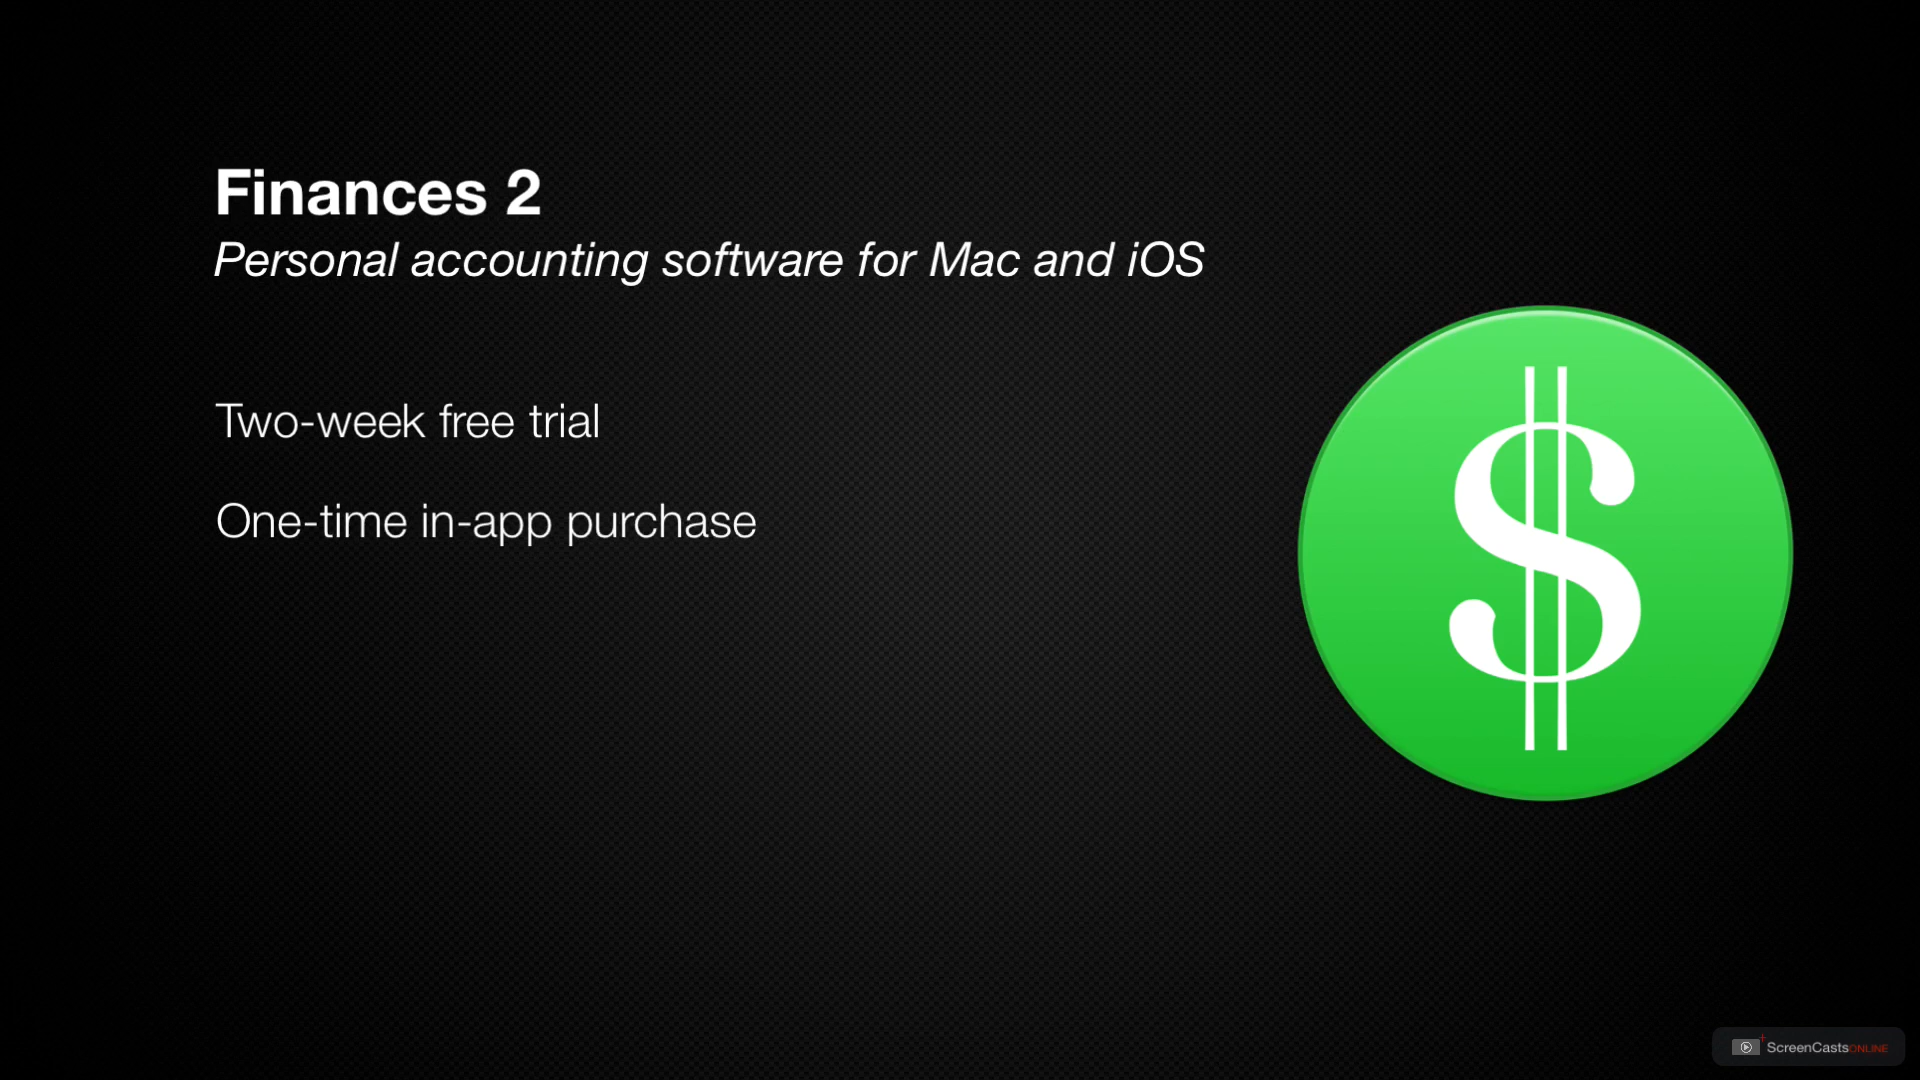 Finances 2
Personal accounting software for Mac and iOS
Two-week free trial
One-time in-app purchase
$
ScreenCastsONLINE